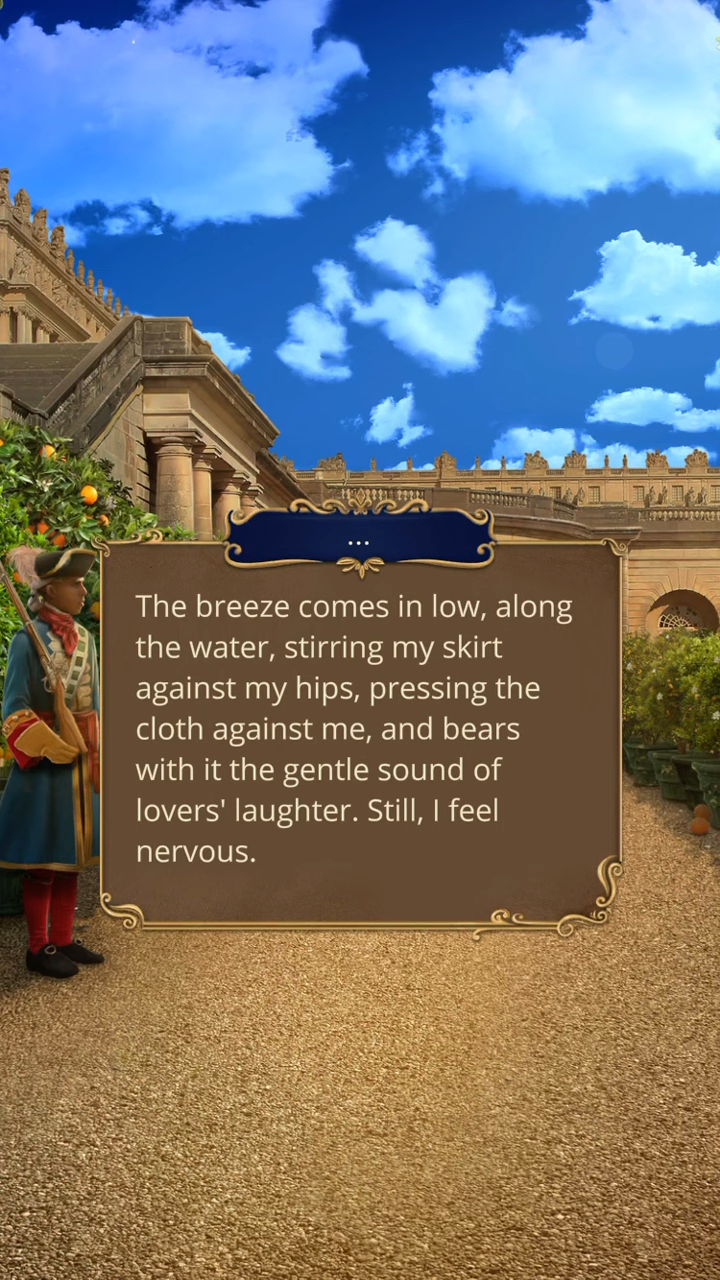 ...
The breeze comes in low, along
the water, stirring my skirt
against my hips, pressing the
cloth against me, and bears
with it the gentle sound of
lovers' laughter. Still, I feel
nervous.